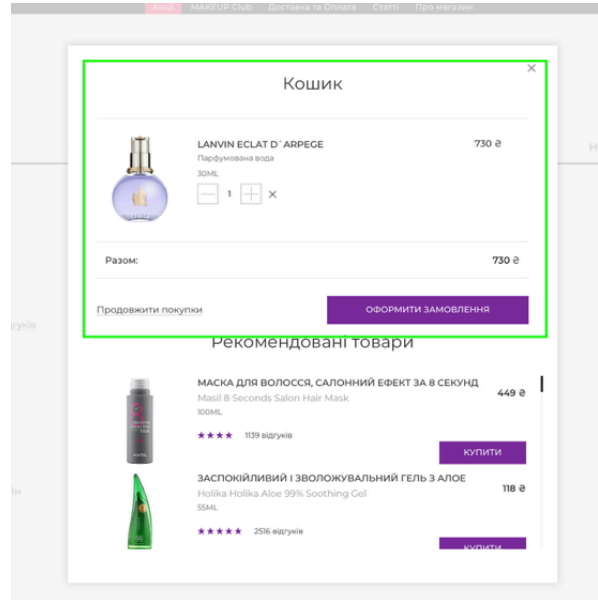 Акції MAKEUP Club Доставка та Оплата Статті Про магазин
Кошик
×
LANVIN ECLAT D`ARPEGE 730 ₴
Парфумована вода
30ML
— 1 + ×
Разом: 730 ₴
Продовжити покупки ОФОРМИТИ ЗАМОВЛЕННЯ
Рекомендовані товари
МАСКА ДЛЯ ВОЛОССЯ, САЛОННИЙ ЕФЕКТ ЗА 8 СЕКУНД 449 ₴
Masil 8 Seconds Salon Hair Mask
100ML
★★★★ 1139 відгуків
КУПИТИ
ЗАСПОКІЙЛИВИЙ І ЗВОЛОЖУВАЛЬНИЙ ГЕЛЬ З АЛОЕ 118 ₴
Holika Holika Aloe 99% Soothing Gel
55ML
★★★★★ 2516 відгуків
КУПИТИ